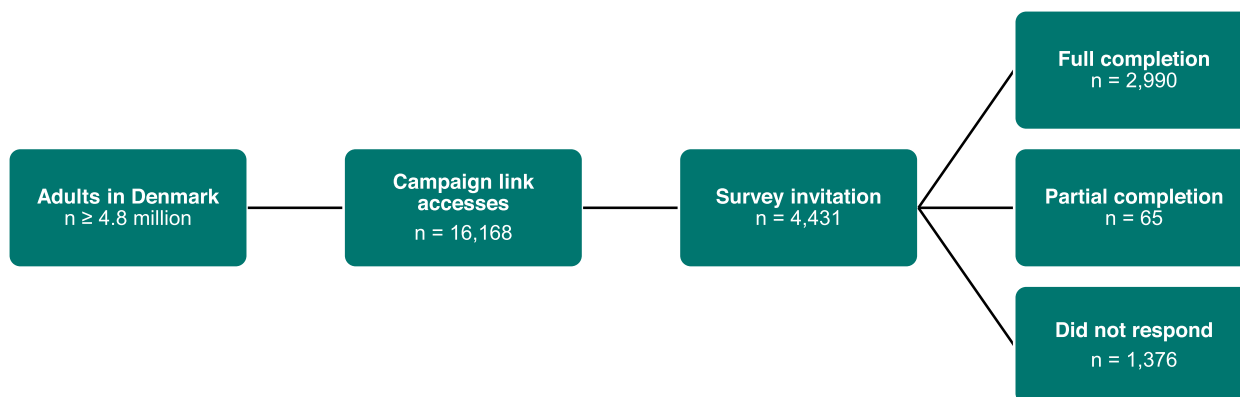 Adults in Denmark
n ≥ 4.8 million
Campaign link
accesses
n = 16,168
Survey invitation
n = 4,431
Full completion
n = 2,990
Partial completion
n = 65
Did not respond
n = 1,376